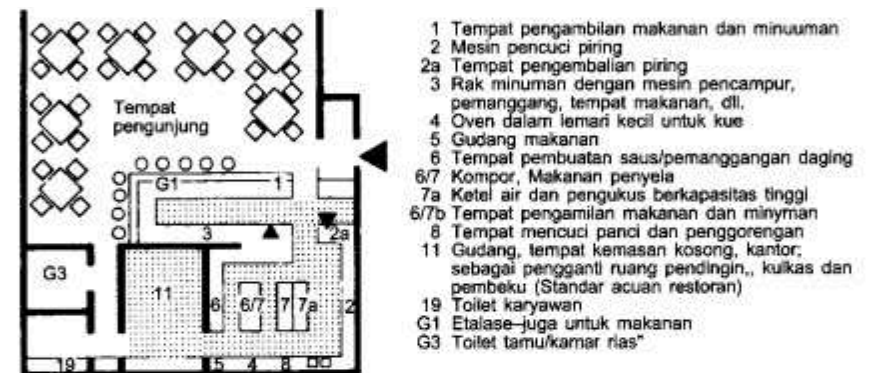 Tempat
pengunjung
G1
1
3
2a
G3
11
6
6/7
7
7a
2
19
5
4
8
1 Tempat pengambilan makanan dan minuuman
2 Mesin pencuci piring
2a Tempat pengembalian piring
3 Rak minuman dengan mesin pencampur,
pemanggang, tempat makanan, dll.
4 Oven dalam lemari kecil untuk kue
5 Gudang makanan
6 Tempat pembuatan saus/pemanggangan daging
6/7 Kompor, Makanan penyela
7a Ketel air dan pengukus berkapasitas tinggi
6/7b Tempat pengamilan makanan dan minyman
8 Tempat mencuci panci dan penggorengan
11 Gudang, tempat kemasan kosong, kantor;
sebagai pengganti ruang pendingin,, kulkas dan
pembeku (Standar acuan restoran)
19 Toilet karyawan
G1 Etalase–juga untuk makanan
G3 Toilet tamu/kamar rias"